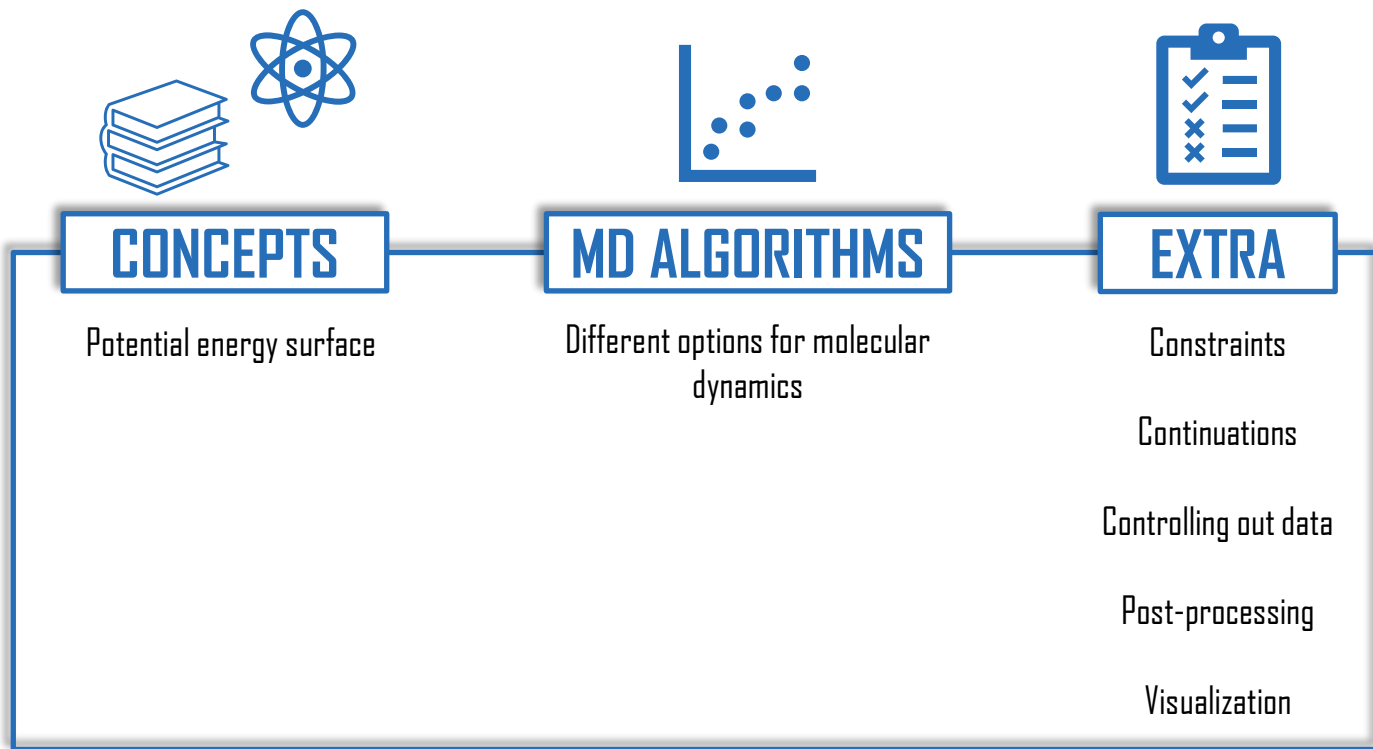 CONCEPTS
Potential energy surface
MD ALGORITHMS
Different options for molecular
dynamics
EXTRA
Constraints
Continuations
Controlling out data
Post-processing
Visualization